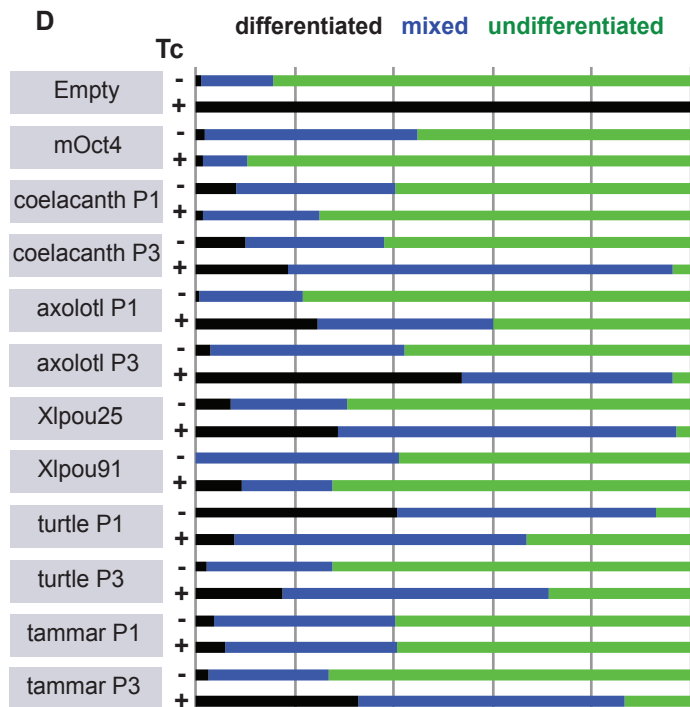 D
differentiated mixed undifferentiated
Tc
Empty
-
+
mOct4
-
+
coelacanth P1
-
+
coelacanth P3
-
+
axolotl P1
-
+
axolotl P3
-
+
Xlpou25
-
+
Xlpou91
-
+
turtle P1
-
+
turtle P3
-
+
tammar P1
-
+
tammar P3
-
+